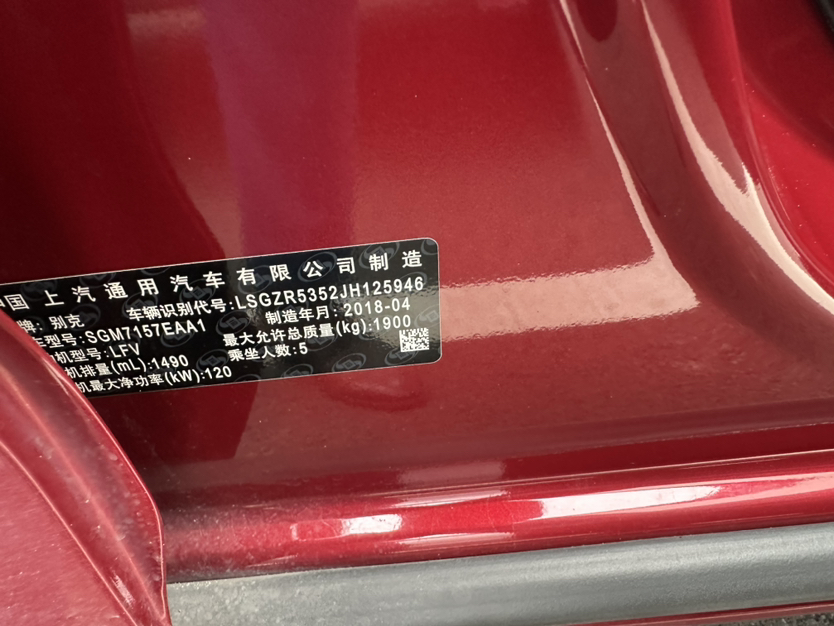 国上汽通用汽车有限公司制造
牌: 别克 车辆识别代号:LSGZR5352JH125946
车型号:SGM7157EAA1 制造年月: 2018-04
机型号:LFV 最大允许总质量(kg):1900
机排量(mL):1490 乘坐人数:5
机最大净功率(kW):120